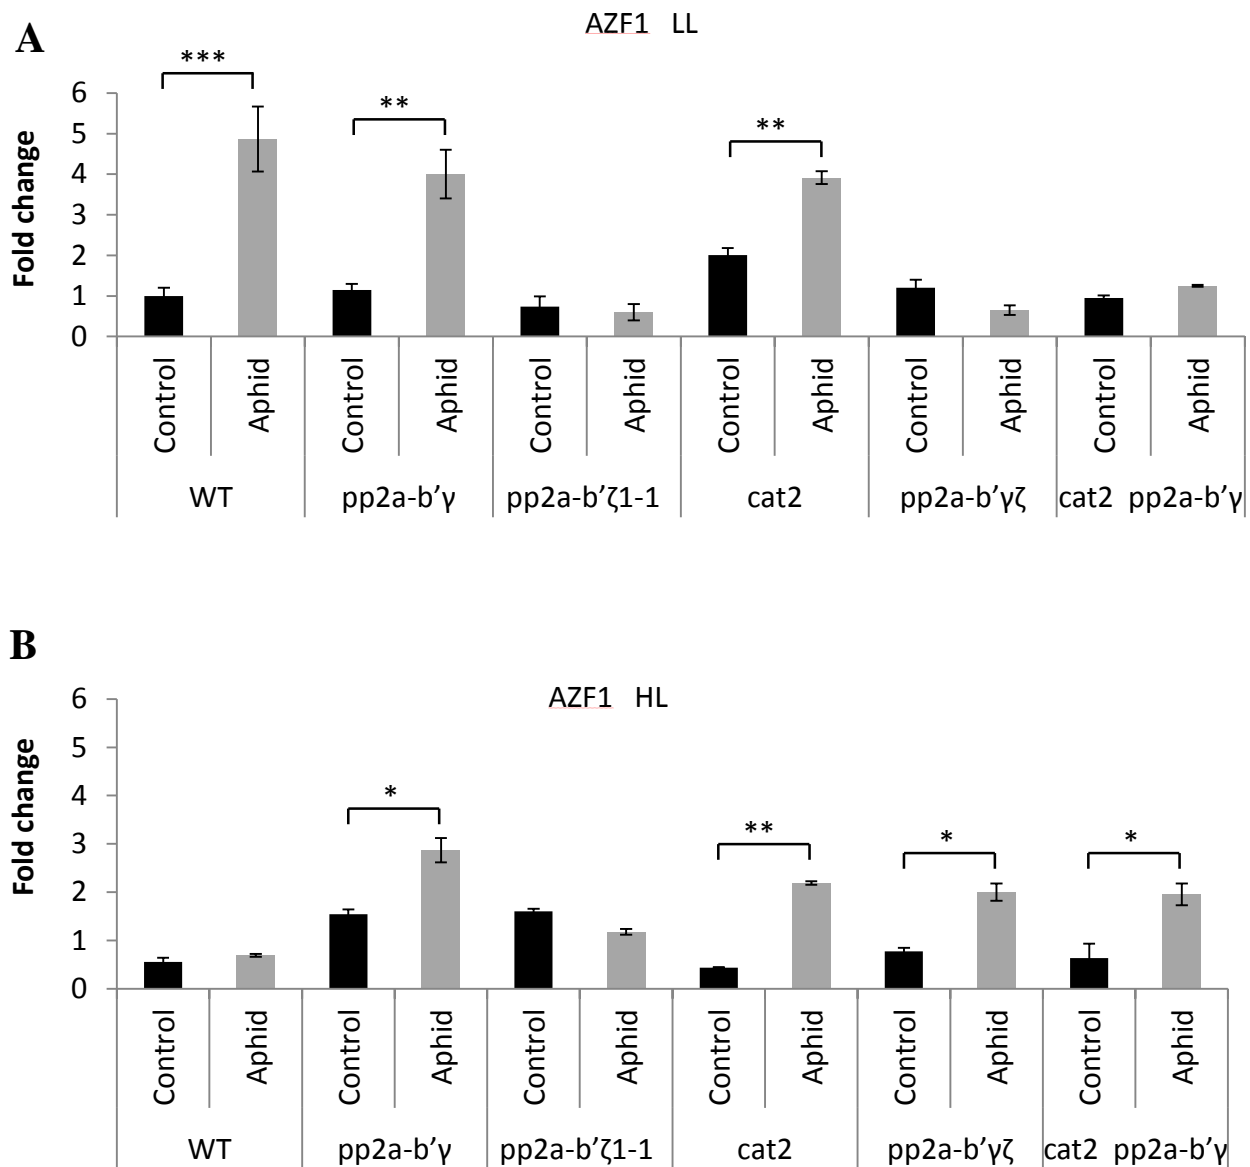 A
AZF1 LL
***
**
**
Fold change
6
5
4
3
2
1
0
Control Aphid Control Aphid Control Aphid Control Aphid Control Aphid Control Aphid
WT pp2a-b’γ pp2a-b’ζ1-1 cat2 pp2a-b’γζ cat2 pp2a-b’γ
B
AZF1 HL
*
**
*
*
Fold change
6
5
4
3
2
1
0
Control Aphid Control Aphid Control Aphid Control Aphid Control Aphid Control Aphid
WT pp2a-b’γ pp2a-b’ζ1-1 cat2 pp2a-b’γζ cat2 pp2a-b’γ